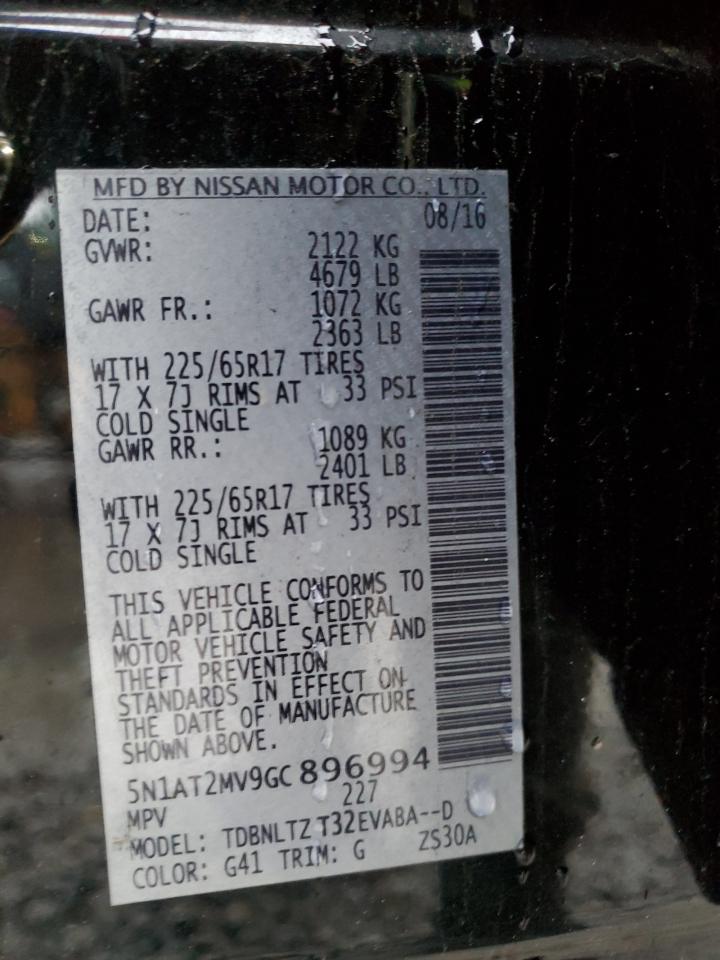 MFD BY NISSAN MOTOR CO., LTD.
DATE: 08/16
GVWR: 2122 KG
4679 LB
GAWR FR.: 1072 KG
2363 LB
WITH 225/65R17 TIRES
17 X 7J RIMS AT 33 PSI
COLD SINGLE
GAWR RR.: 1089 KG
2401 LB
WITH 225/65R17 TIRES
17 X 7J RIMS AT 33 PSI
COLD SINGLE
THIS VEHICLE CONFORMS TO
ALL APPLICABLE FEDERAL
MOTOR VEHICLE SAFETY AND
THEFT PREVENTION
STANDARDS IN EFFECT ON
THE DATE OF MANUFACTURE
SHOWN ABOVE.
5N1AT2MV9GC896994
MPV 227
MODEL: TDBNLTZ T32EVABA--D
COLOR: G41 TRIM: G ZS30A